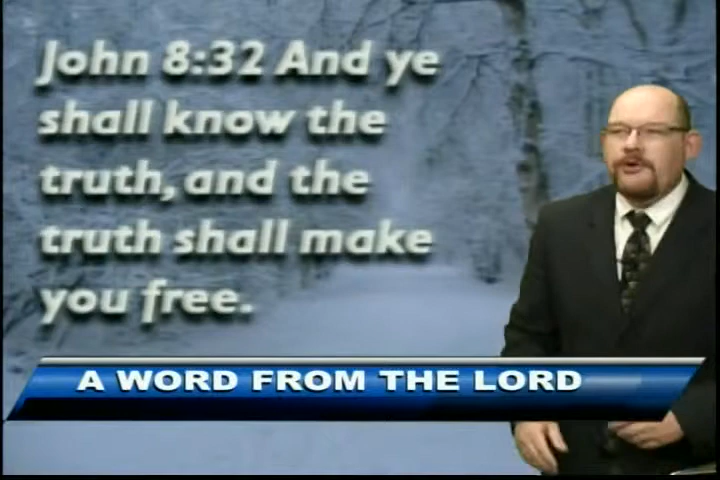 John 8:32 And ye
shall know the
truth, and the
truth shall make
you free.
A WORD FROM THE LORD